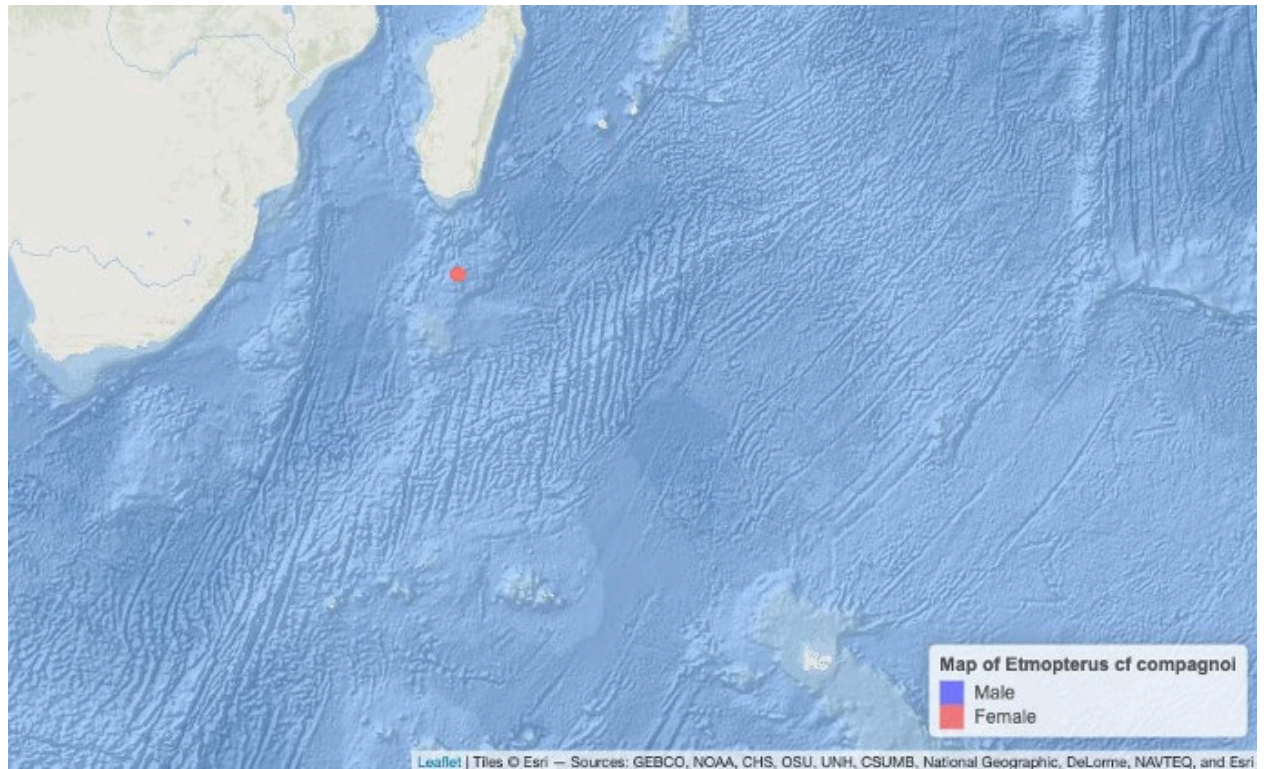 Map of Etmopterus cf compagnoi
Male
Female
Leaflet | Tiles © Esri — Sources: GEBCO, NOAA, CHS, OSU, UNH, CSUMB, National Geographic, DeLorme, NAVTEQ, and Esri